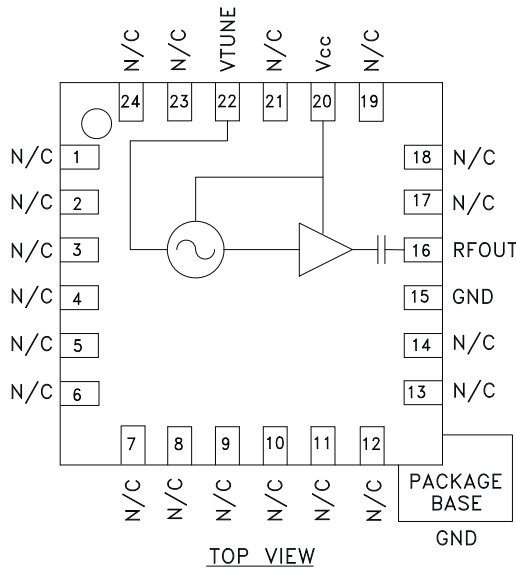 N/C
N/C
VTUNE
N/C
Vcc
N/C
24
23
22
21
20
19
N/C 1
18 N/C
N/C 2
17 N/C
N/C 3
16 RFOUT
N/C 4
15 GND
N/C 5
14 N/C
N/C 6
13 N/C
7
8
9
10
11
12
N/C
N/C
N/C
N/C
N/C
N/C
PACKAGE
BASE
GND
TOP VIEW